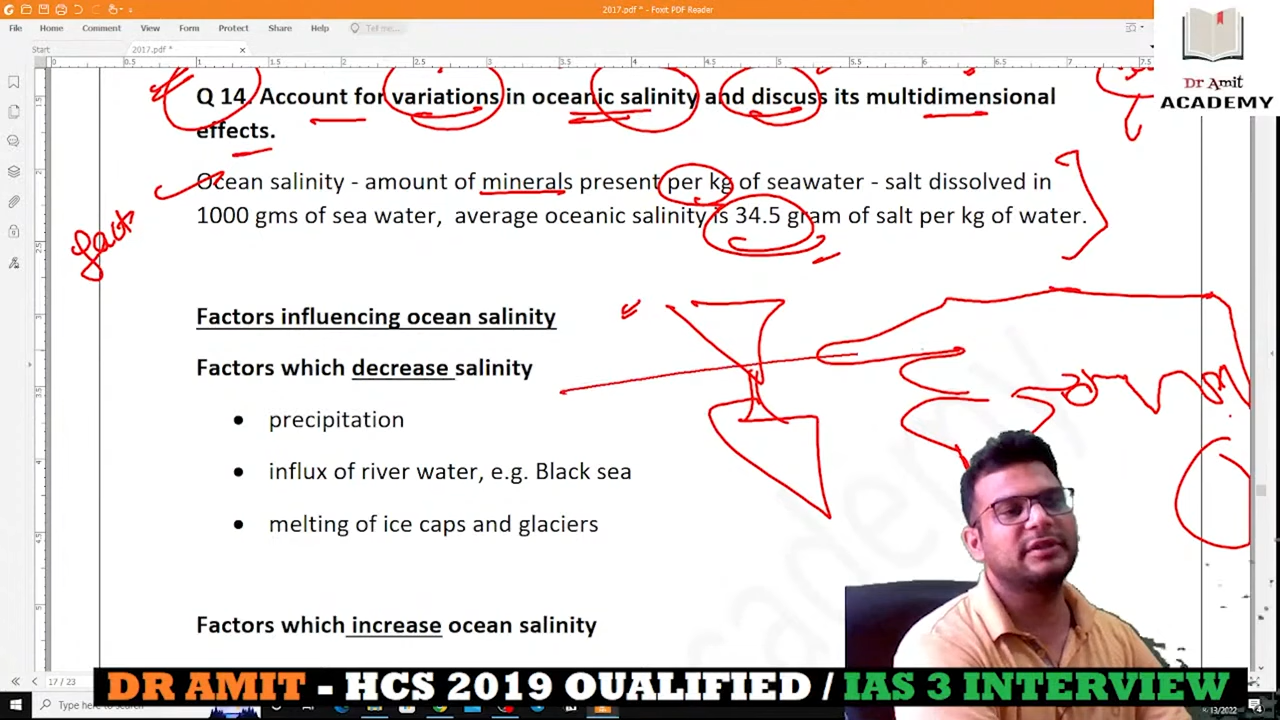 2017.pdf * - Foxit PDF Reader
File Home Comment View Form Protect Share Help Tell me...
Start 2017.pdf *
Dr Amit
ACADEMY
Q 14. Account for variations in oceanic salinity and discuss its multidimensional
effects.
Ocean salinity - amount of minerals present per kg of seawater - salt dissolved in
1000 gms of sea water, average oceanic salinity is 34.5 gram of salt per kg of water.
fact
Factors influencing ocean salinity
Factors which decrease salinity
• precipitation
• influx of river water, e.g. Black sea
• melting of ice caps and glaciers
Factors which increase ocean salinity
17 / 23
DR AMIT - HCS 2019 QUALIFIED / IAS 3 INTERVIEW
Type here to search